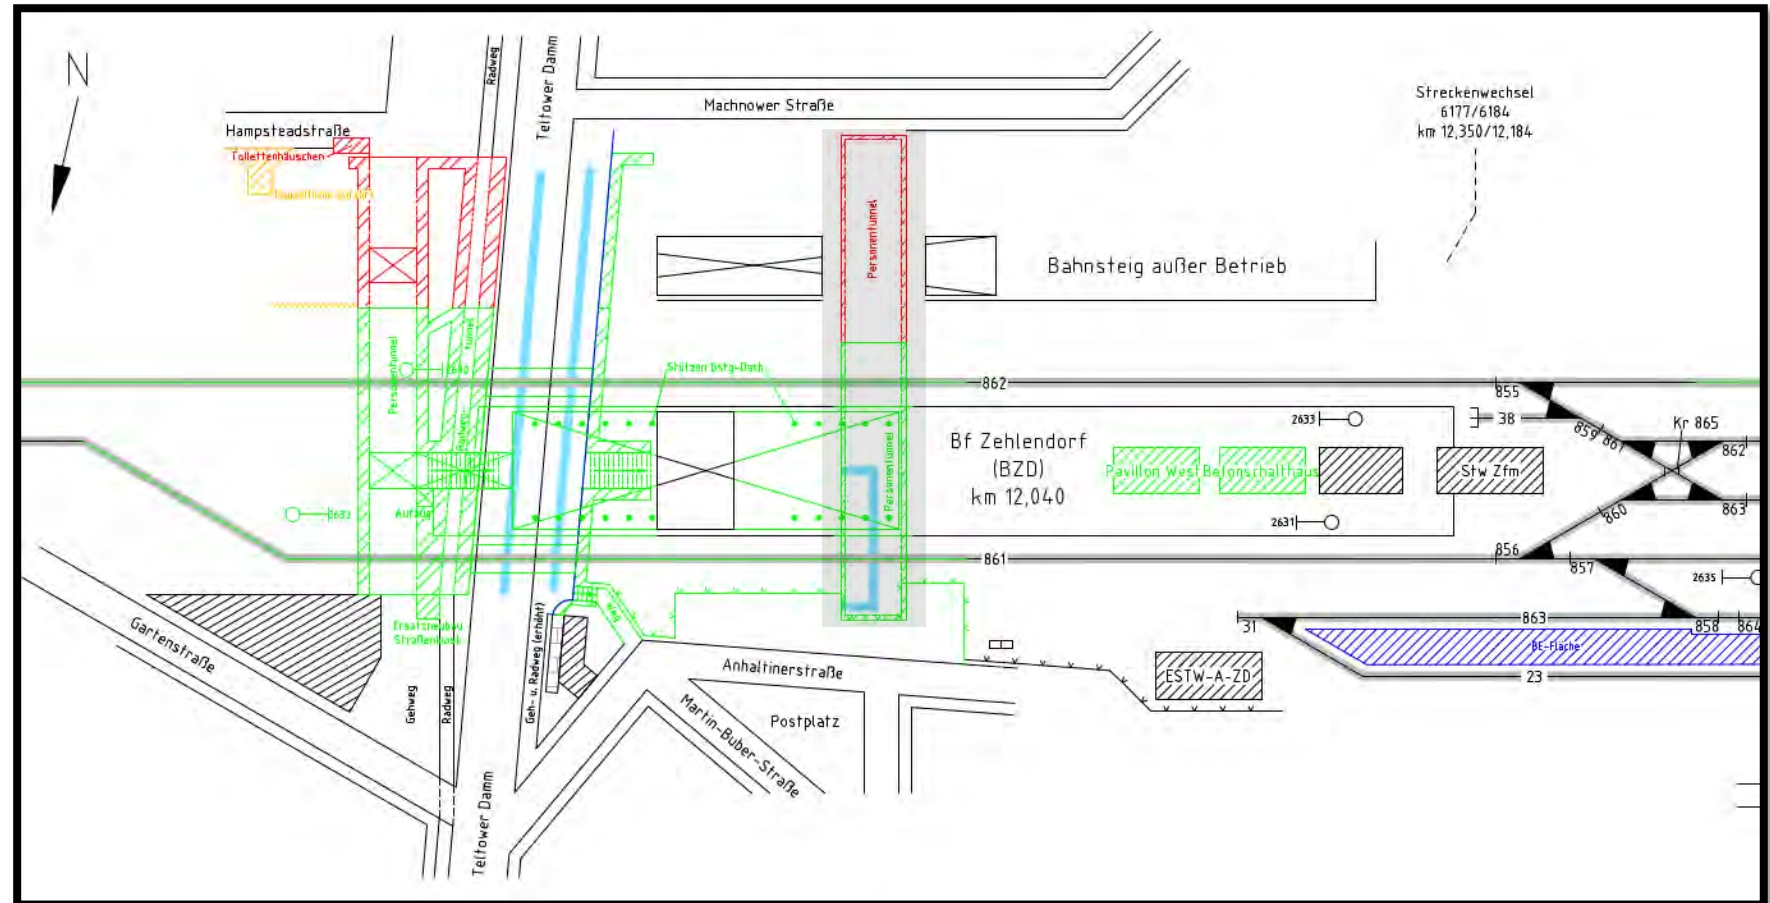 N
Radweg
Teltower Damm
Machnower Straße
Streckenwechsel
6177/6184
km 12,350/12,184
Hampsteadstraße
Toilettenhäuschen
Personentunnel
Bahnsteig außer Betrieb
Personentunnel
tunnel
Radweg-
2630
Stützen Bstg-Dach
862
855
38
859
861
Kr 865
862
2633
Bf Zehlendorf
(BZD)
km 12,040
Pavillon West
Betonschalthaus
Stw Zfm
Personentunnel
2632
Aufzug
2631
860
863
861
856
857
2635
Ersatzneubau
Weg
Gartenstraße
Gehweg
Radweg
Geh- u. Radweg (erhöht)
31
863
858
864
BE-Fläche
23
Anhaltinerstraße
ESTW-A-ZD
Martin-Buber-Straße
Postplatz
Teltower Damm